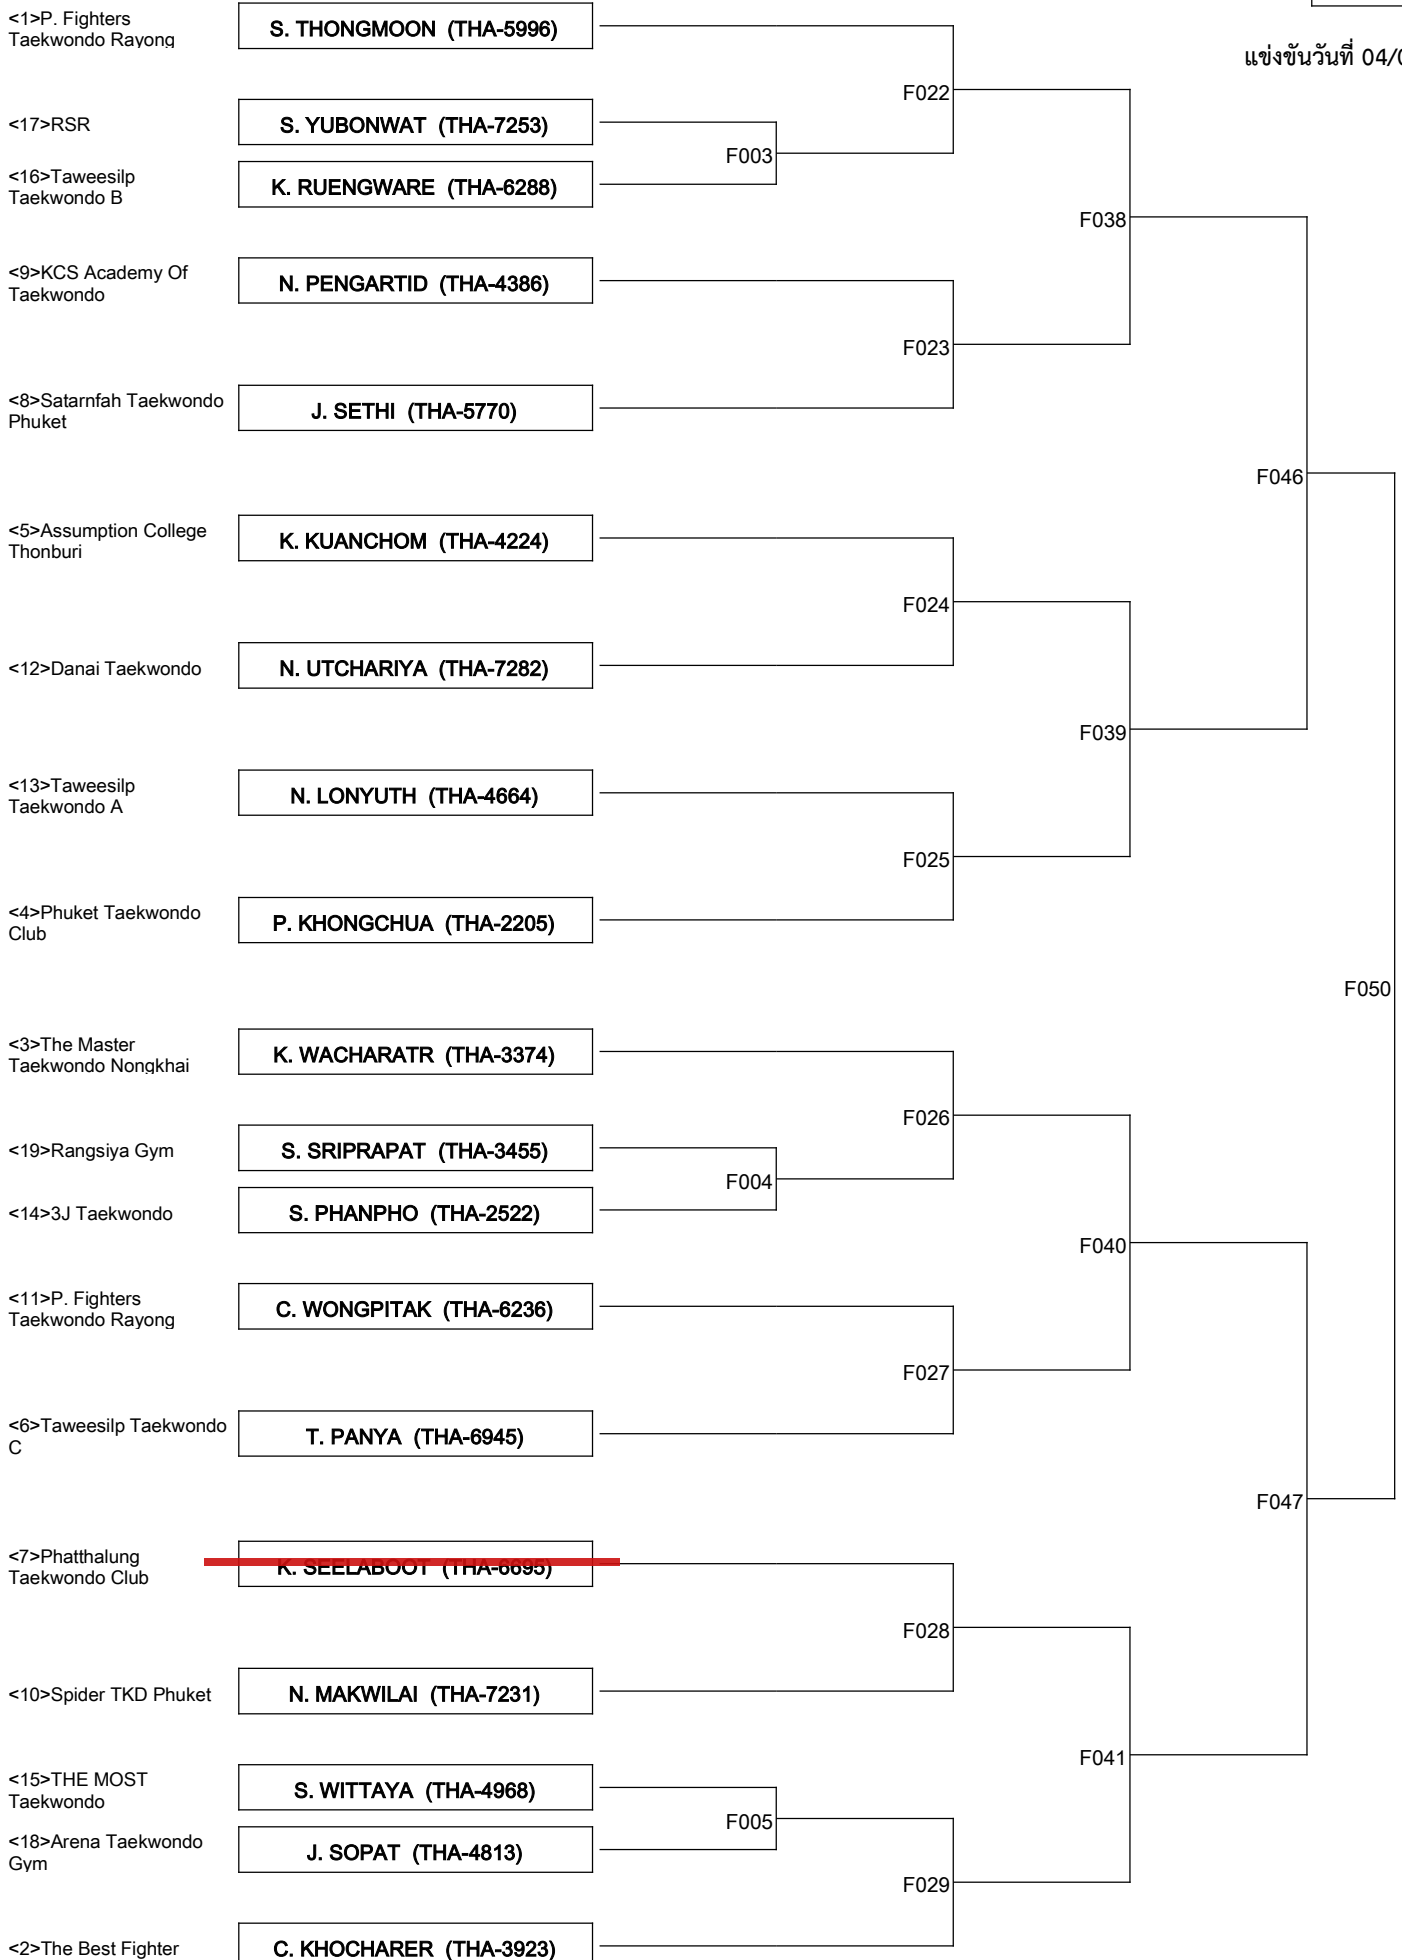 <1>P. Fighters
Taekwondo Rayong
S. THONGMOON (THA-5996)
แข่งขันวันที่ 04/0
F022
<17>RSR
S. YUBONWAT (THA-7253)
F003
<16>Taweesilp
Taekwondo B
K. RUENGWARE (THA-6288)
F038
<9>KCS Academy Of
Taekwondo
N. PENGARTID (THA-4386)
F023
<8>Satarnfah Taekwondo
Phuket
J. SETHI (THA-5770)
F046
<5>Assumption College
Thonburi
K. KUANCHOM (THA-4224)
F024
<12>Danai Taekwondo
N. UTCHARIYA (THA-7282)
F039
<13>Taweesilp
Taekwondo A
N. LONYUTH (THA-4664)
F025
<4>Phuket Taekwondo
Club
P. KHONGCHUA (THA-2205)
F050
<3>The Master
Taekwondo Nongkhai
K. WACHARATR (THA-3374)
F026
<19>Rangsiya Gym
S. SRIPRAPAT (THA-3455)
F004
<14>3J Taekwondo
S. PHANPHO (THA-2522)
F040
<11>P. Fighters
Taekwondo Rayong
C. WONGPITAK (THA-6236)
F027
<6>Taweesilp Taekwondo
C
T. PANYA (THA-6945)
F047
<7>Phatthalung
Taekwondo Club
K. SEELABOOT (THA-6695)
F028
<10>Spider TKD Phuket
N. MAKWILAI (THA-7231)
F041
<15>THE MOST
Taekwondo
S. WITTAYA (THA-4968)
F005
<18>Arena Taekwondo
Gym
J. SOPAT (THA-4813)
F029
<2>The Best Fighter
C. KHOCHARER (THA-3923)